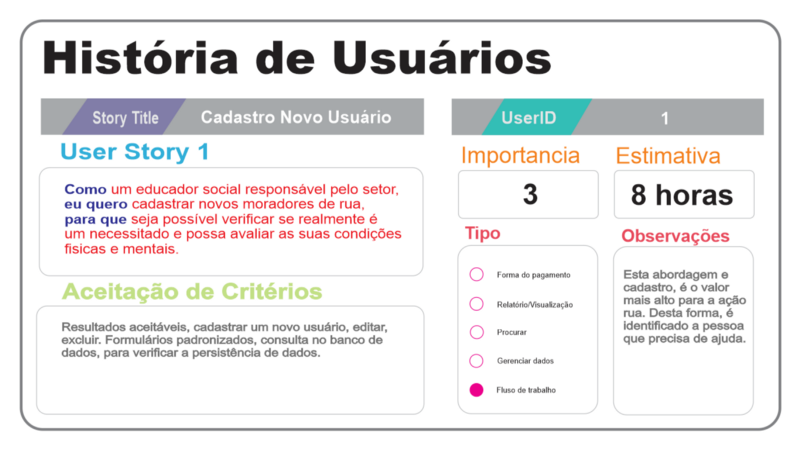 História de Usuários
Story Title
Cadastro Novo Usuário
User Story 1
Como um educador social responsável pelo setor,
eu quero cadastrar novos moradores de rua,
para que seja possível verificar se realmente é
um necessitado e possa avaliar as suas condições
fisicas e mentais.
Aceitação de Critérios
Resultados aceitáveis, cadastrar um novo usuário, editar,
excluir. Formulários padronizados, consulta no banco de
dados, para verificar a persistência de dados.
UserID
1
Importancia
3
Estimativa
8 horas
Tipo
Forma do pagamento
Relatório/Visualização
Procurar
Gerenciar dados
Fluso de trabalho
Observações
Esta abordagem e
cadastro, é o valor
mais alto para a ação
rua. Desta forma, é
identificado a pessoa
que precisa de ajuda.